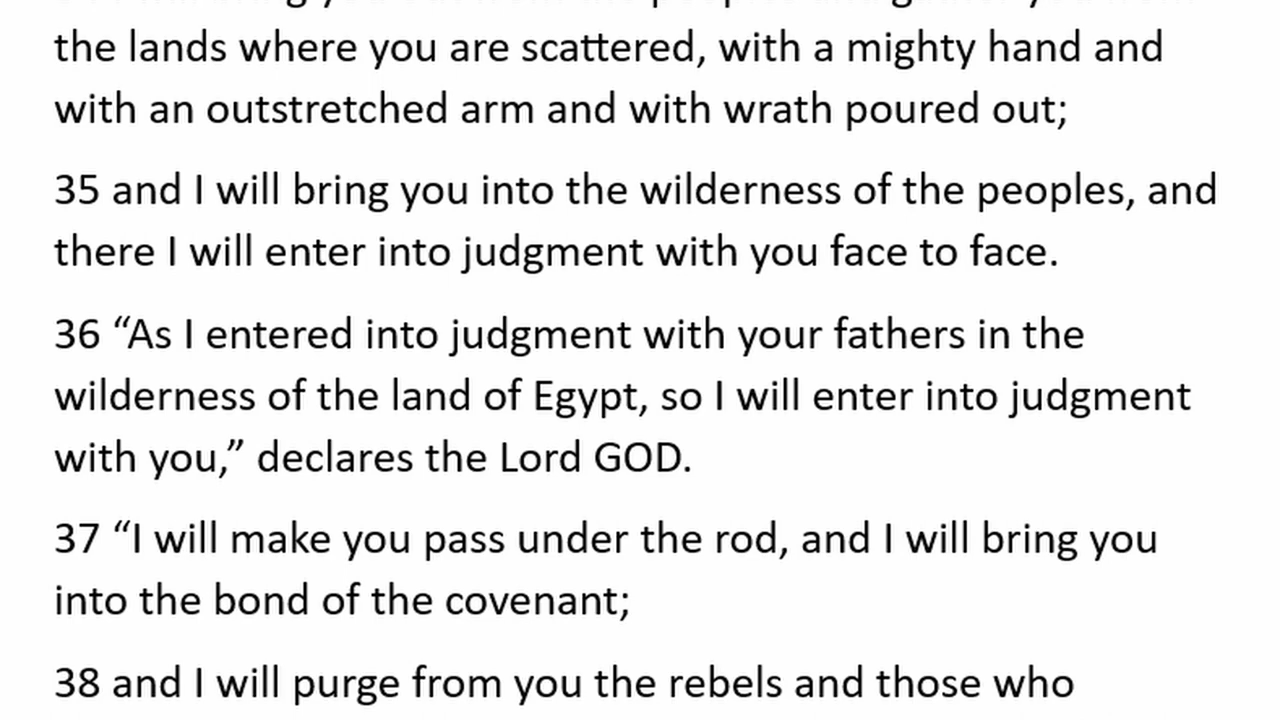 the lands where you are scattered, with a mighty hand and
with an outstretched arm and with wrath poured out;
35 and I will bring you into the wilderness of the peoples, and
there I will enter into judgment with you face to face.
36 “As I entered into judgment with your fathers in the
wilderness of the land of Egypt, so I will enter into judgment
with you,” declares the Lord GOD.
37 “I will make you pass under the rod, and I will bring you
into the bond of the covenant;
38 and I will purge from you the rebels and those who